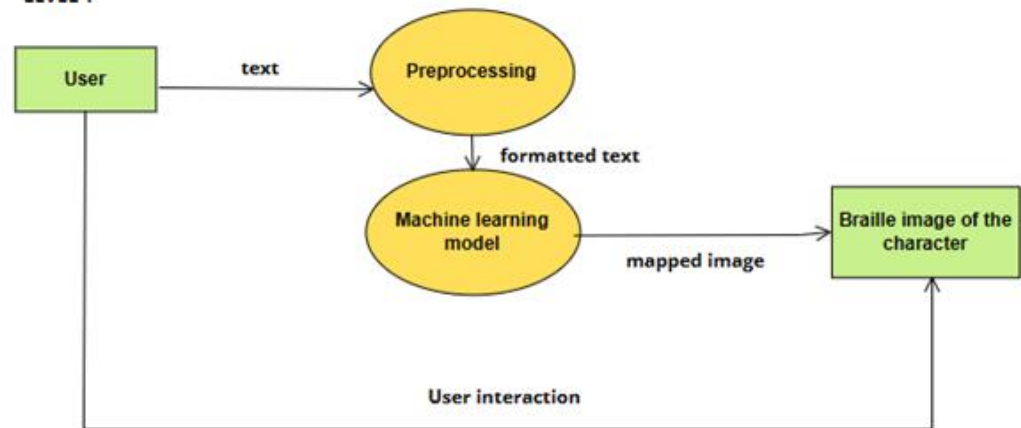 User
text
Preprocessing
formatted text
Machine learning
model
mapped image
Braille image of the
character
User interaction